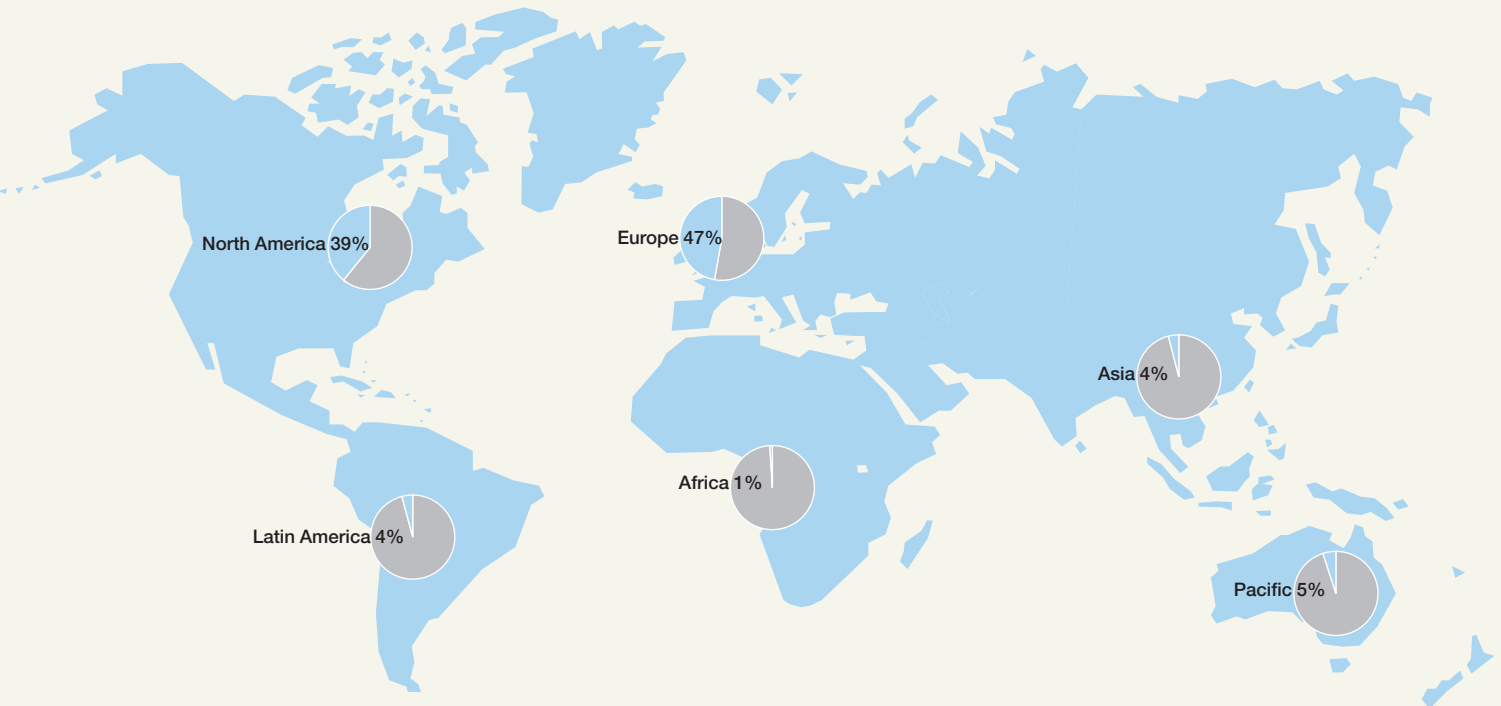 North America 39%
Europe 47%
Asia 4%
Africa 1%
Latin America 4%
Pacific 5%